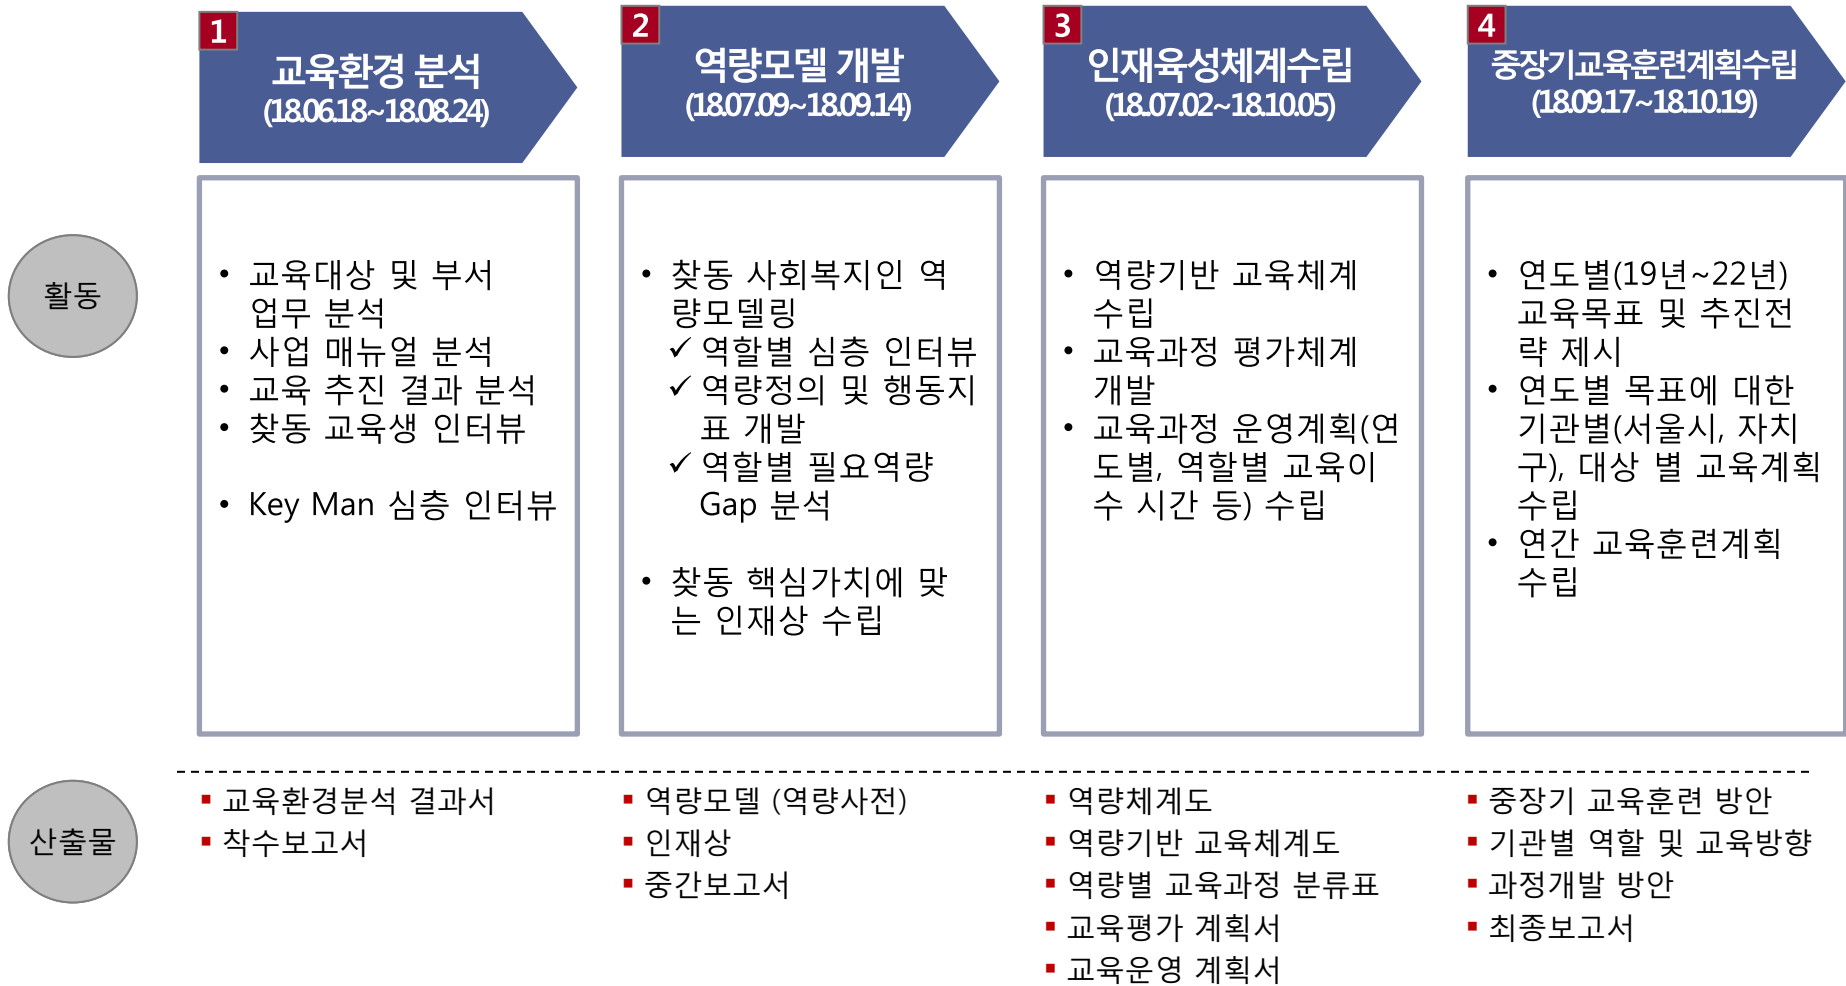 1
교육환경 분석
(18.06.18~18.08.24)
2
역량모델 개발
(18.07.09~18.09.14)
3
인재육성체계수립
(18..07.02~18.10.05)
4
중장기교육훈련계획수립
(18.09.17~18.10.19)
활동
• 교육대상 및 부서
업무 분석
• 사업 매뉴얼 분석
• 교육 추진 결과 분석
• 찾동 교육생 인터뷰
• Key Man 심층 인터뷰
• 찾동 사회복지인 역
량모델링
✓ 역할별 심층 인터뷰
✓ 역량정의 및 행동지
표 개발
✓ 역할별 필요역량
Gap 분석
• 찾동 핵심가치에 맞
는 인재상 수립
• 역량기반 교육체계
수립
• 교육과정 평가체계
개발
• 교육과정 운영계획(연
도별, 역할별 교육이
수 시간 등) 수립
• 연도별(19년~22년)
교육목표 및 추진전
략 제시
• 연도별 목표에 대한
기관별(서울시, 자치
구), 대상 별 교육계획
수립
• 연간 교육훈련계획
수립
산출물
▪ 교육환경분석 결과서
▪ 착수보고서
▪ 역량모델 (역량사전)
▪ 인재상
▪ 중간보고서
▪ 역량체계도
▪ 역량기반 교육체계도
▪ 역량별 교육과정 분류표
▪ 교육평가 계획서
▪ 교육운영 계획서
▪ 중장기 교육훈련 방안
▪ 기관별 역할 및 교육방향
▪ 과정개발 방안
▪ 최종보고서